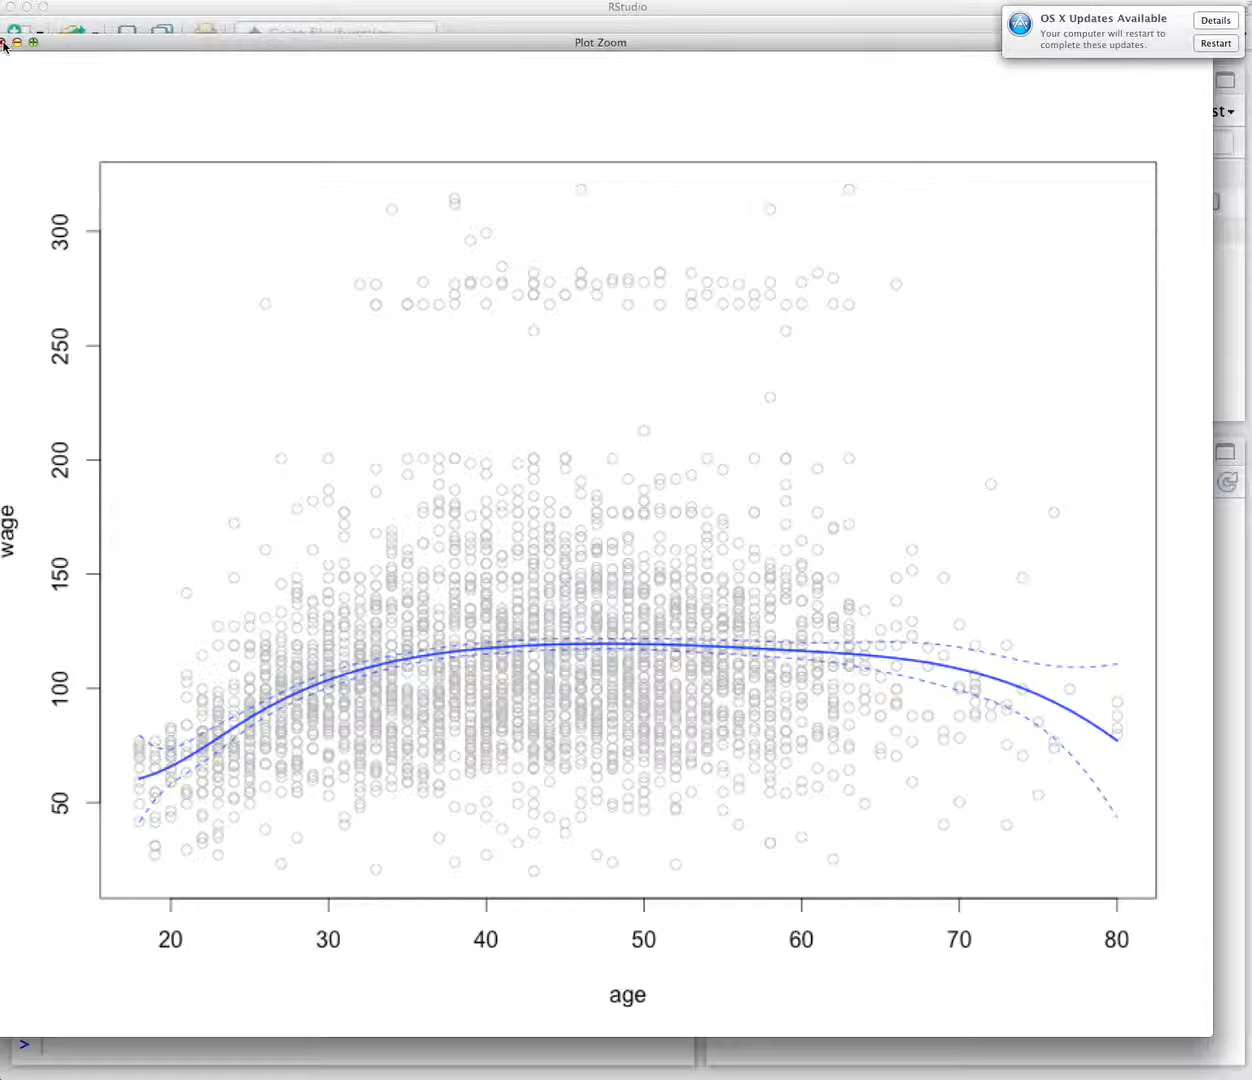 RStudio
Plot Zoom
OS X Updates Available
Your computer will restart to
complete these updates.
Details
Restart
st
300
250
200
150
100
50
wage
20 30 40 50 60 70 80
age
>